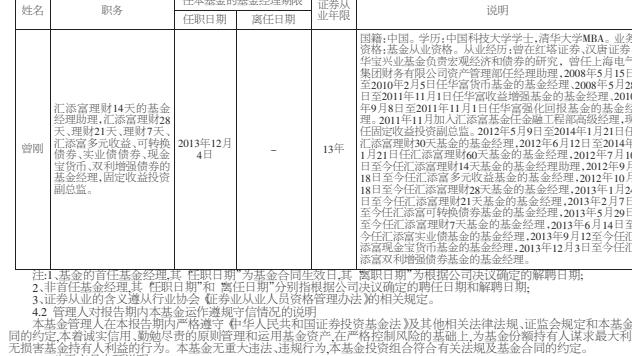 姓名
职务
任本基金的基金经理期限
任职日期
离任日期
证券从
业年限
说明
曾刚
汇添富理财14天的基金
经理助理,汇添富理财28
天、理财21天、理财7天、
汇添富多元收益、可转换
债券、实业债债券、现金
宝货币、双利增强债券的
基金经理,固定收益投资
副总监。
2013年12月
4日
–
13年
国籍:中国。学历:中国科技大学学士,清华大学MBA。业务
资格:基金从业资格。从业经历:曾在红塔证券、汉唐证券、
华宝兴业基金负责宏观经济和债券的研究，曾任上海电气
集团财务有限公司资产管理部任经理助理,2008年5月15日
至2010年2月5日任华富货币基金的基金经理、2008年5月28
日至2011年11月1日任华富收益增强基金的基金经理、2010
年9月8日至2011年11月1日任华富强化回报基金的基金经
理。2011年11月加入汇添富基金任金融工程部高级经理,现
任固定收益投资副总监。2012年5月9日至2014年1月21日任
汇添富理财30天基金的基金经理,2012年6月12日至2014年
1月21日任汇添富理财60天基金的基金经理,2012年7月10
日至今任汇添富理财14天基金的基金经理助理,2012年9月
18日至今任汇添富多元收益基金的基金经理,2012年10月
18日至今任汇添富理财28天基金的基金经理,2013年1月24
日至今任汇添富理财21天基金的基金经理,2013年2月7日
至今任汇添富可转换债券基金的基金经理,2013年5月29日
至今任汇添富理财7天基金的基金经理,2013年6月14日至
今任汇添富实业债基金的基金经理,2013年9月12至今任汇
添富现金宝货币的基金经理,2013年12月3日至今任汇
添富双利增强债券基金的基金经理。
注:1、基金的首任基金经理,其"任职日期"为基金合同生效日,其"离职日期"为根据公司决议确定的解聘日期;
2、非首任基金经理,其"任职日期"和"离任日期"分别指根据公司决议确定的聘任日期和解聘日期;
3、证券从业的含义遵从行业协会《证券业从业人员资格管理办法》的相关规定。
4.2 管理人对报告期内本基金运作遵规守信情况的说明
本基金管理人在本报告期内严格遵守《中华人民共和国证券投资基金法》及其他相关法律法规、证监会规定和本基金
同的约定,本着诚实信用、勤勉尽责的原则管理和运用基金资产,在严格控制风险的基础上,为基金份额持有人谋求最大利
无损害基金持有人利益的行为。本基金无重大违法、违规行为,本基金投资组合符合有关法规及基金合同的约定。